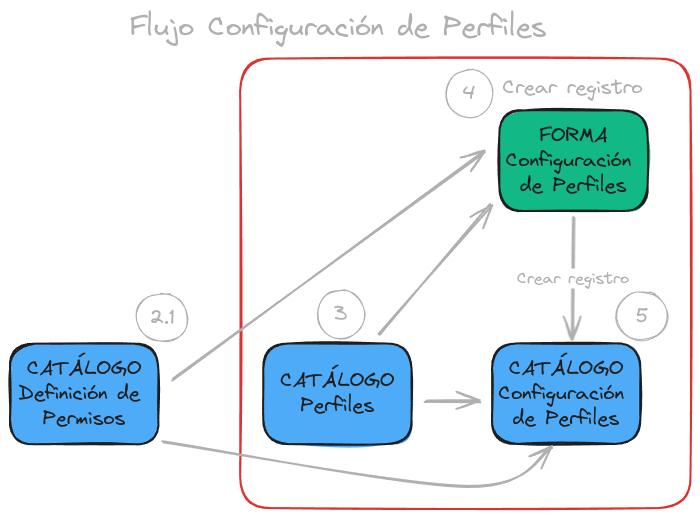 Flujo Configuración de Perfiles
4
Crear registro
FORMA
Configuración
de Perfiles
Crear registro
2.1
3
5
CATÁLOGO
Definición de
Permisos
CATÁLOGO
Perfiles
CATÁLOGO
Configuración
de Perfiles